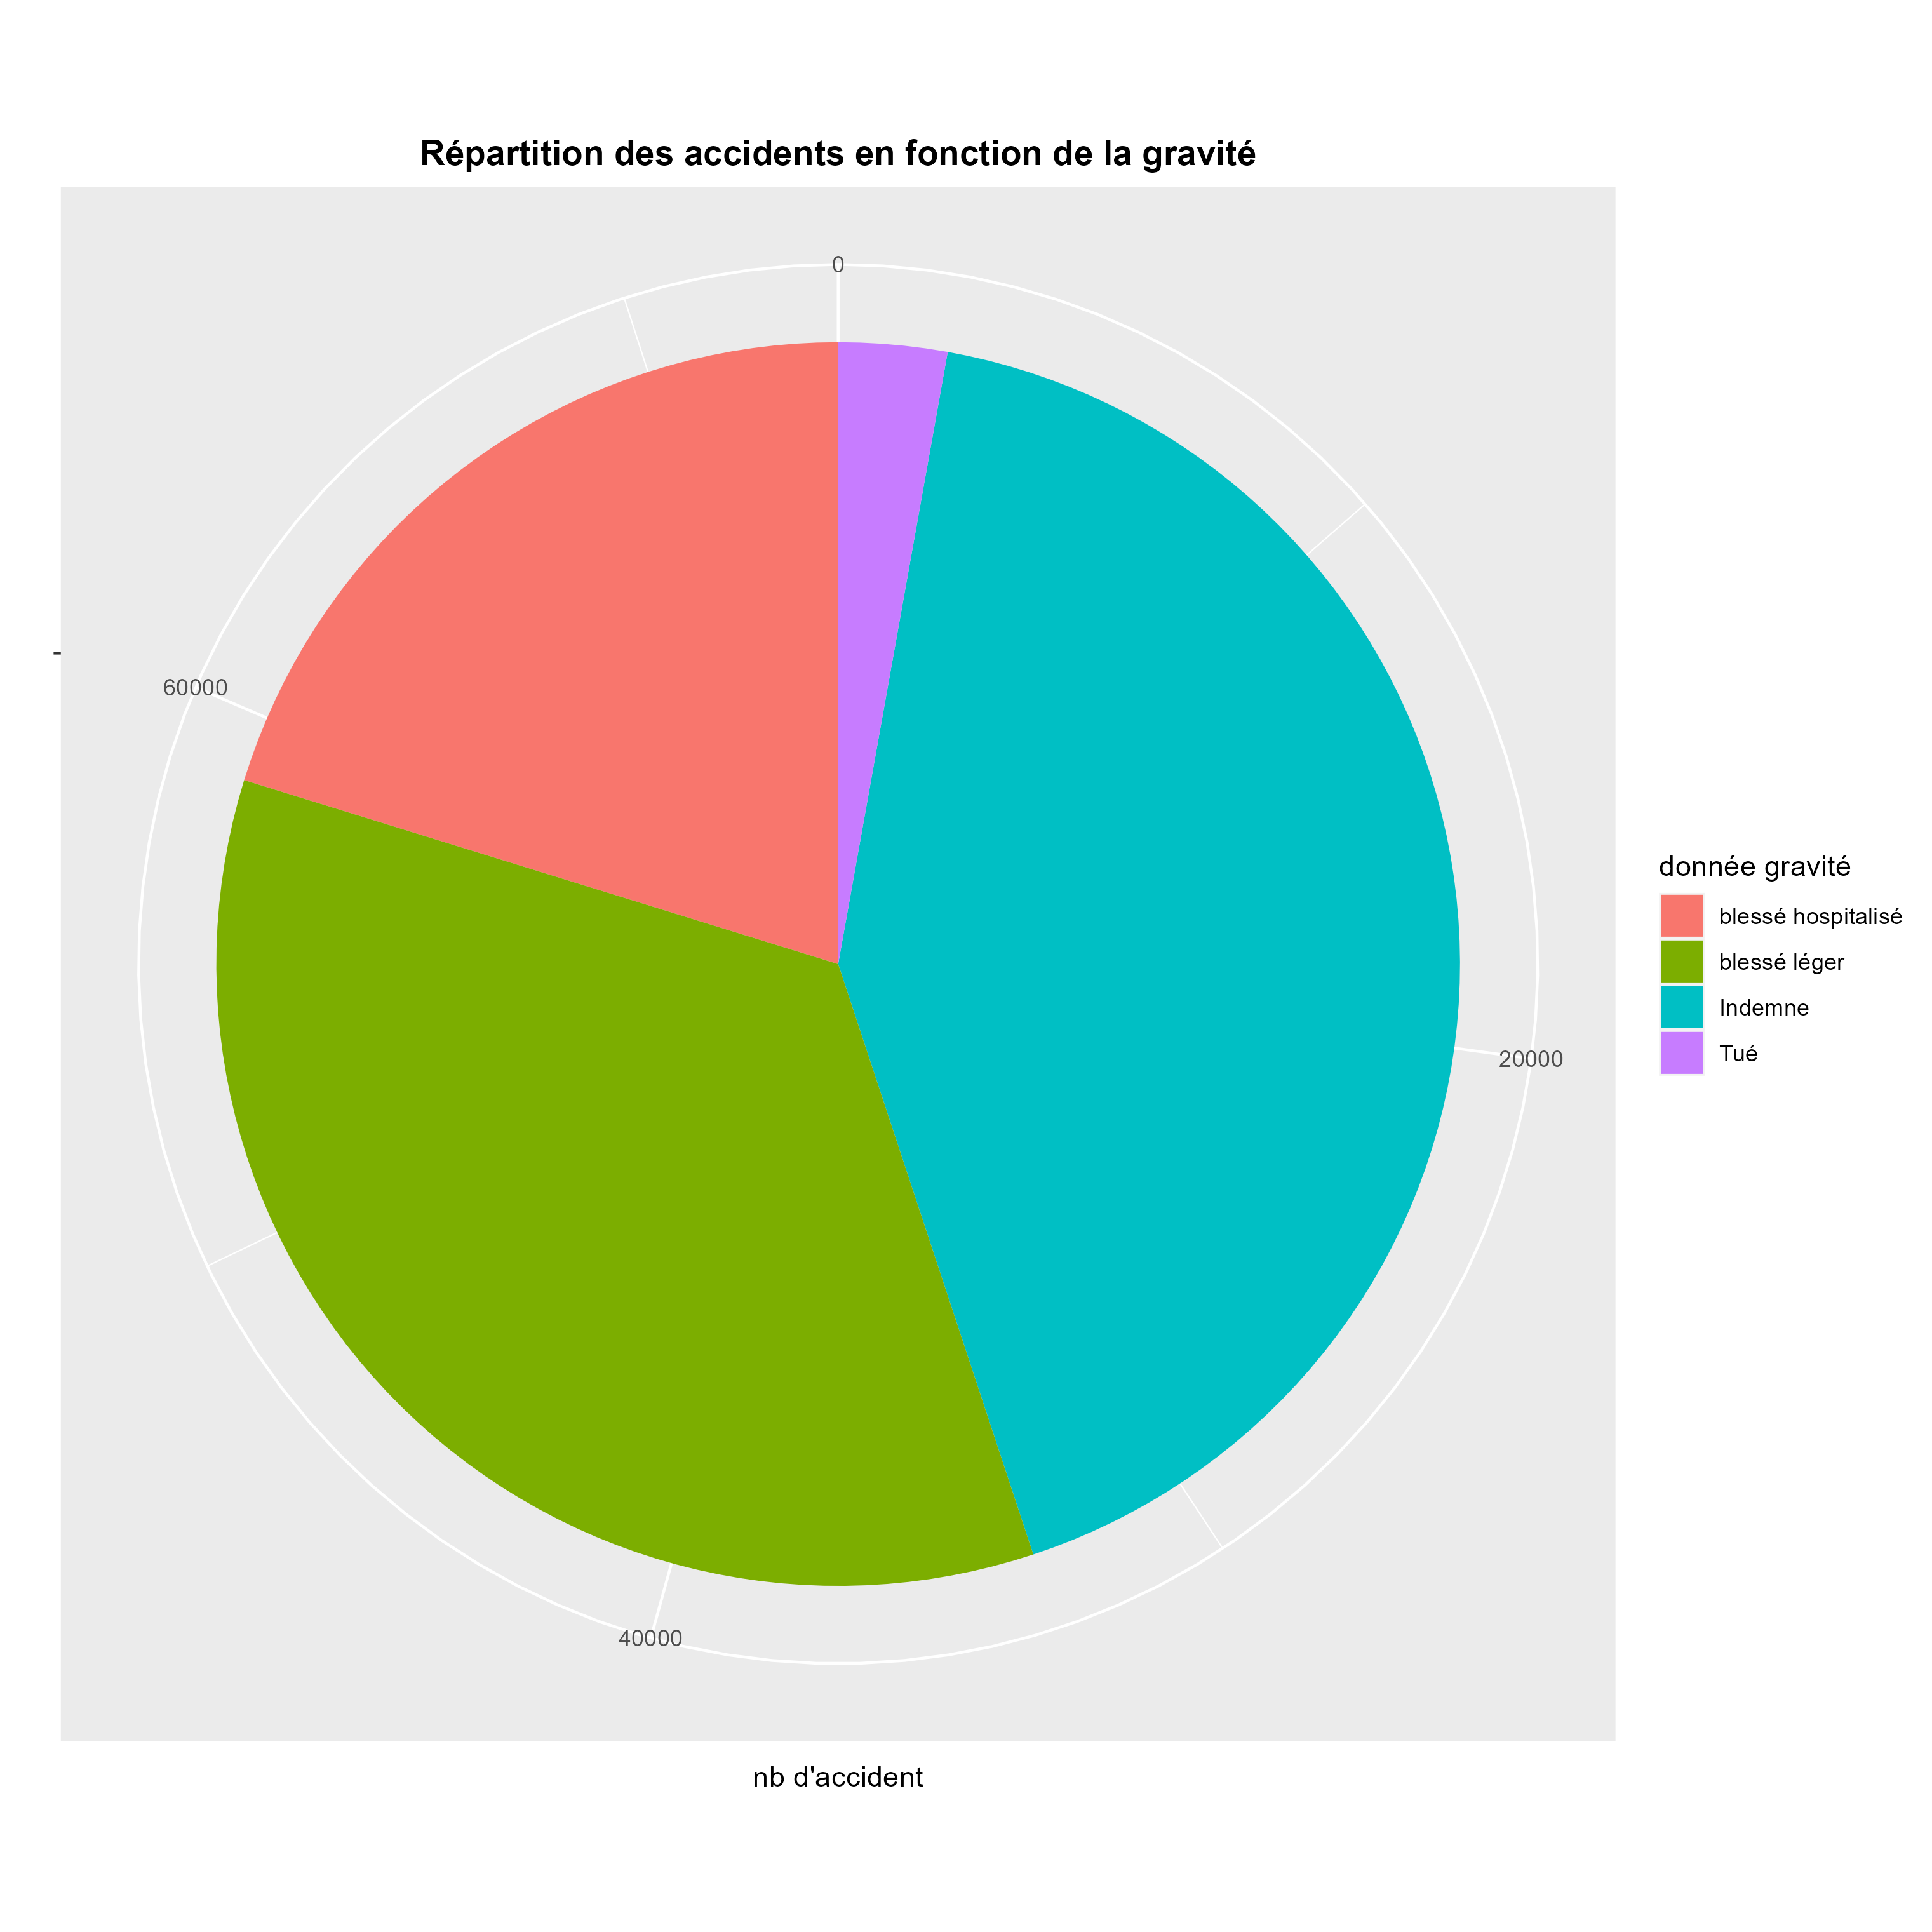 Répartition des accidents en fonction de la gravité
0
60000
20000
40000
nb d'accident
donnée gravité
blessé hospitalisé
blessé léger
Indemne
Tué